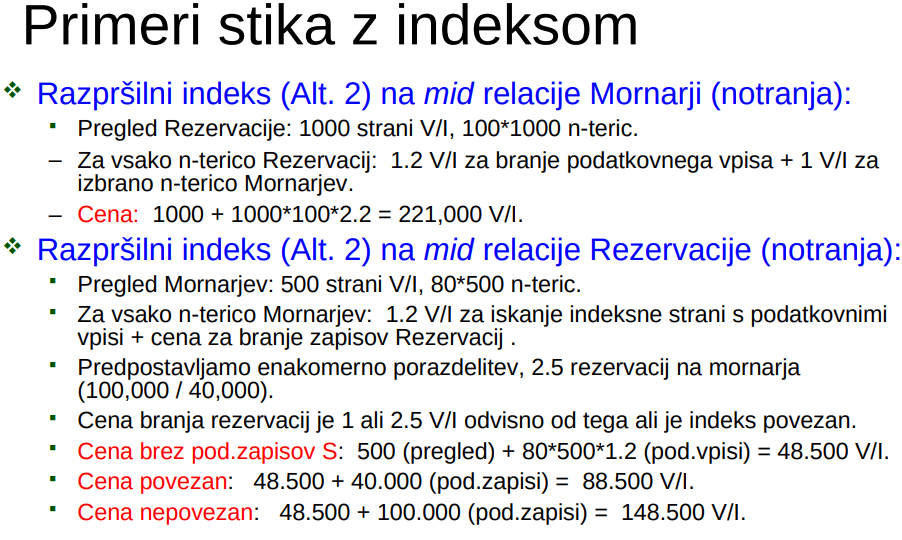 Primeri stika z indeksom
❖ Razpršilni indeks (Alt. 2) na mid relacije Mornarji (notranja):
▪ Pregled Rezervacije: 1000 strani V/I, 100*1000 n-teric.
– Za vsako n-terico Rezervacij: 1.2 V/I za branje podatkovnega vpisa + 1 V/I za
izbrano n-terico Mornarjev.
– Cena: 1000 + 1000*100*2.2 = 221,000 V/I.
❖ Razpršilni indeks (Alt. 2) na mid relacije Rezervacije (notranja):
▪ Pregled Mornarjev: 500 strani V/I, 80*500 n-teric.
▪ Za vsako n-terico Mornarjev: 1.2 V/I za iskanje indeksne strani s podatkovnimi
vpisi + cena za branje zapisov Rezervacij .
▪ Predpostavljamo enakomerno porazdelitev, 2.5 rezervacij na mornarja
(100,000 / 40,000).
▪ Cena branja rezervacij je 1 ali 2.5 V/I odvisno od tega ali je indeks povezan.
▪ Cena brez pod.zapisov S: 500 (pregled) + 80*500*1.2 (pod.vpisi) = 48.500 V/I.
▪ Cena povezan: 48.500 + 40.000 (pod.zapisi) = 88.500 V/I.
▪ Cena nepovezan: 48.500 + 100.000 (pod.zapisi) = 148.500 V/I.